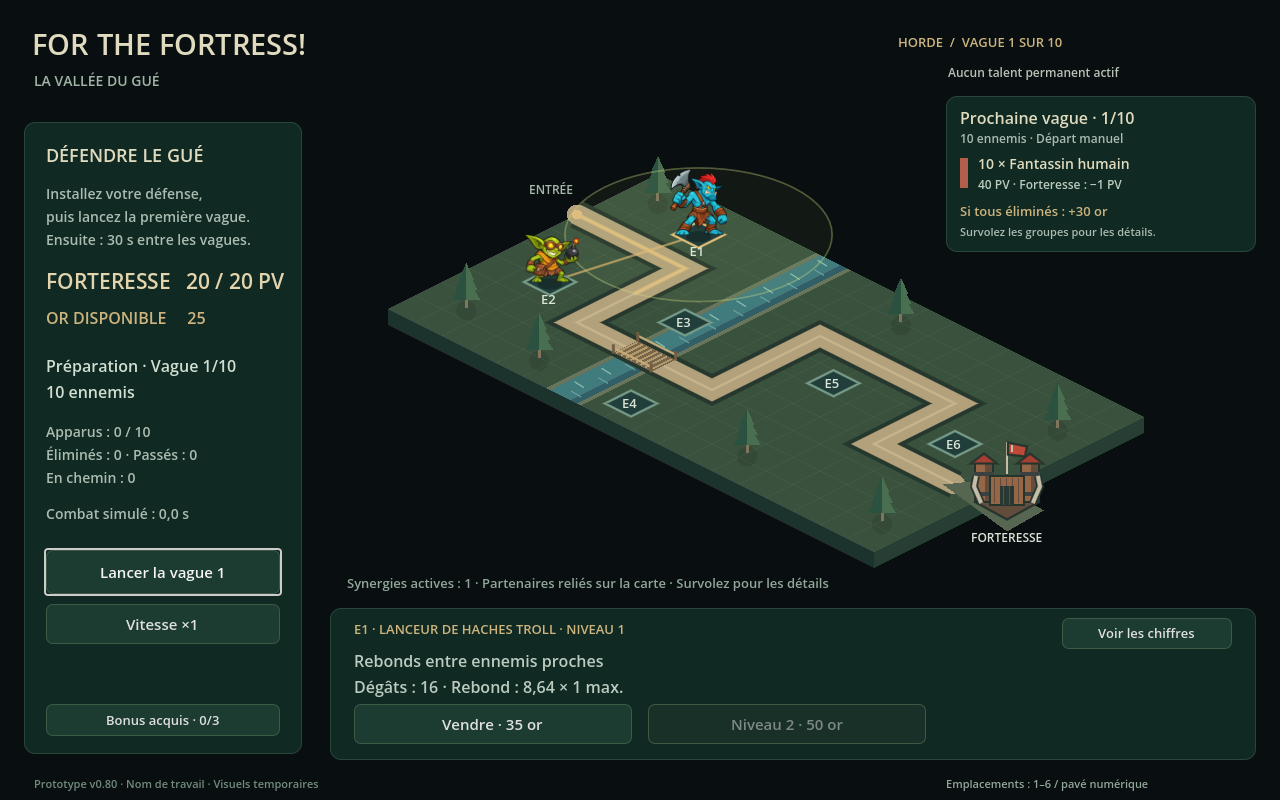 FOR THE FORTRESS!
LA VALLÉE DU GUÉ
HORDE / VAGUE 1 SUR 10
Aucun talent permanent actif
Prochaine vague · 1/10
10 ennemis · Départ manuel
10 × Fantassin humain
40 PV · Forteresse : −1 PV
Si tous éliminés : +30 or
Survolez les groupes pour les détails.
DÉFENDRE LE GUÉ
Installez votre défense,
puis lancez la première vague.
Ensuite : 30 s entre les vagues.
FORTERESSE 20 / 20 PV
OR DISPONIBLE 25
Préparation · Vague 1/10
10 ennemis
Apparus : 0 / 10
Éliminés : 0 · Passés : 0
En chemin : 0
Combat simulé : 0,0 s
Lancer la vague 1
Vitesse ×1
Bonus acquis · 0/3
ENTRÉE
E1
E2
E3
E4
E5
E6
FORTERESSE
Synergies actives : 1 · Partenaires reliés sur la carte · Survolez pour les détails
E1 · LANCEUR DE HACHES TROLL · NIVEAU 1
Voir les chiffres
Rebonds entre ennemis proches
Dégâts : 16 · Rebond : 8,64 × 1 max.
Vendre · 35 or
Niveau 2 · 50 or
Prototype v0.80 · Nom de travail · Visuels temporaires
Emplacements : 1–6 / pavé numérique